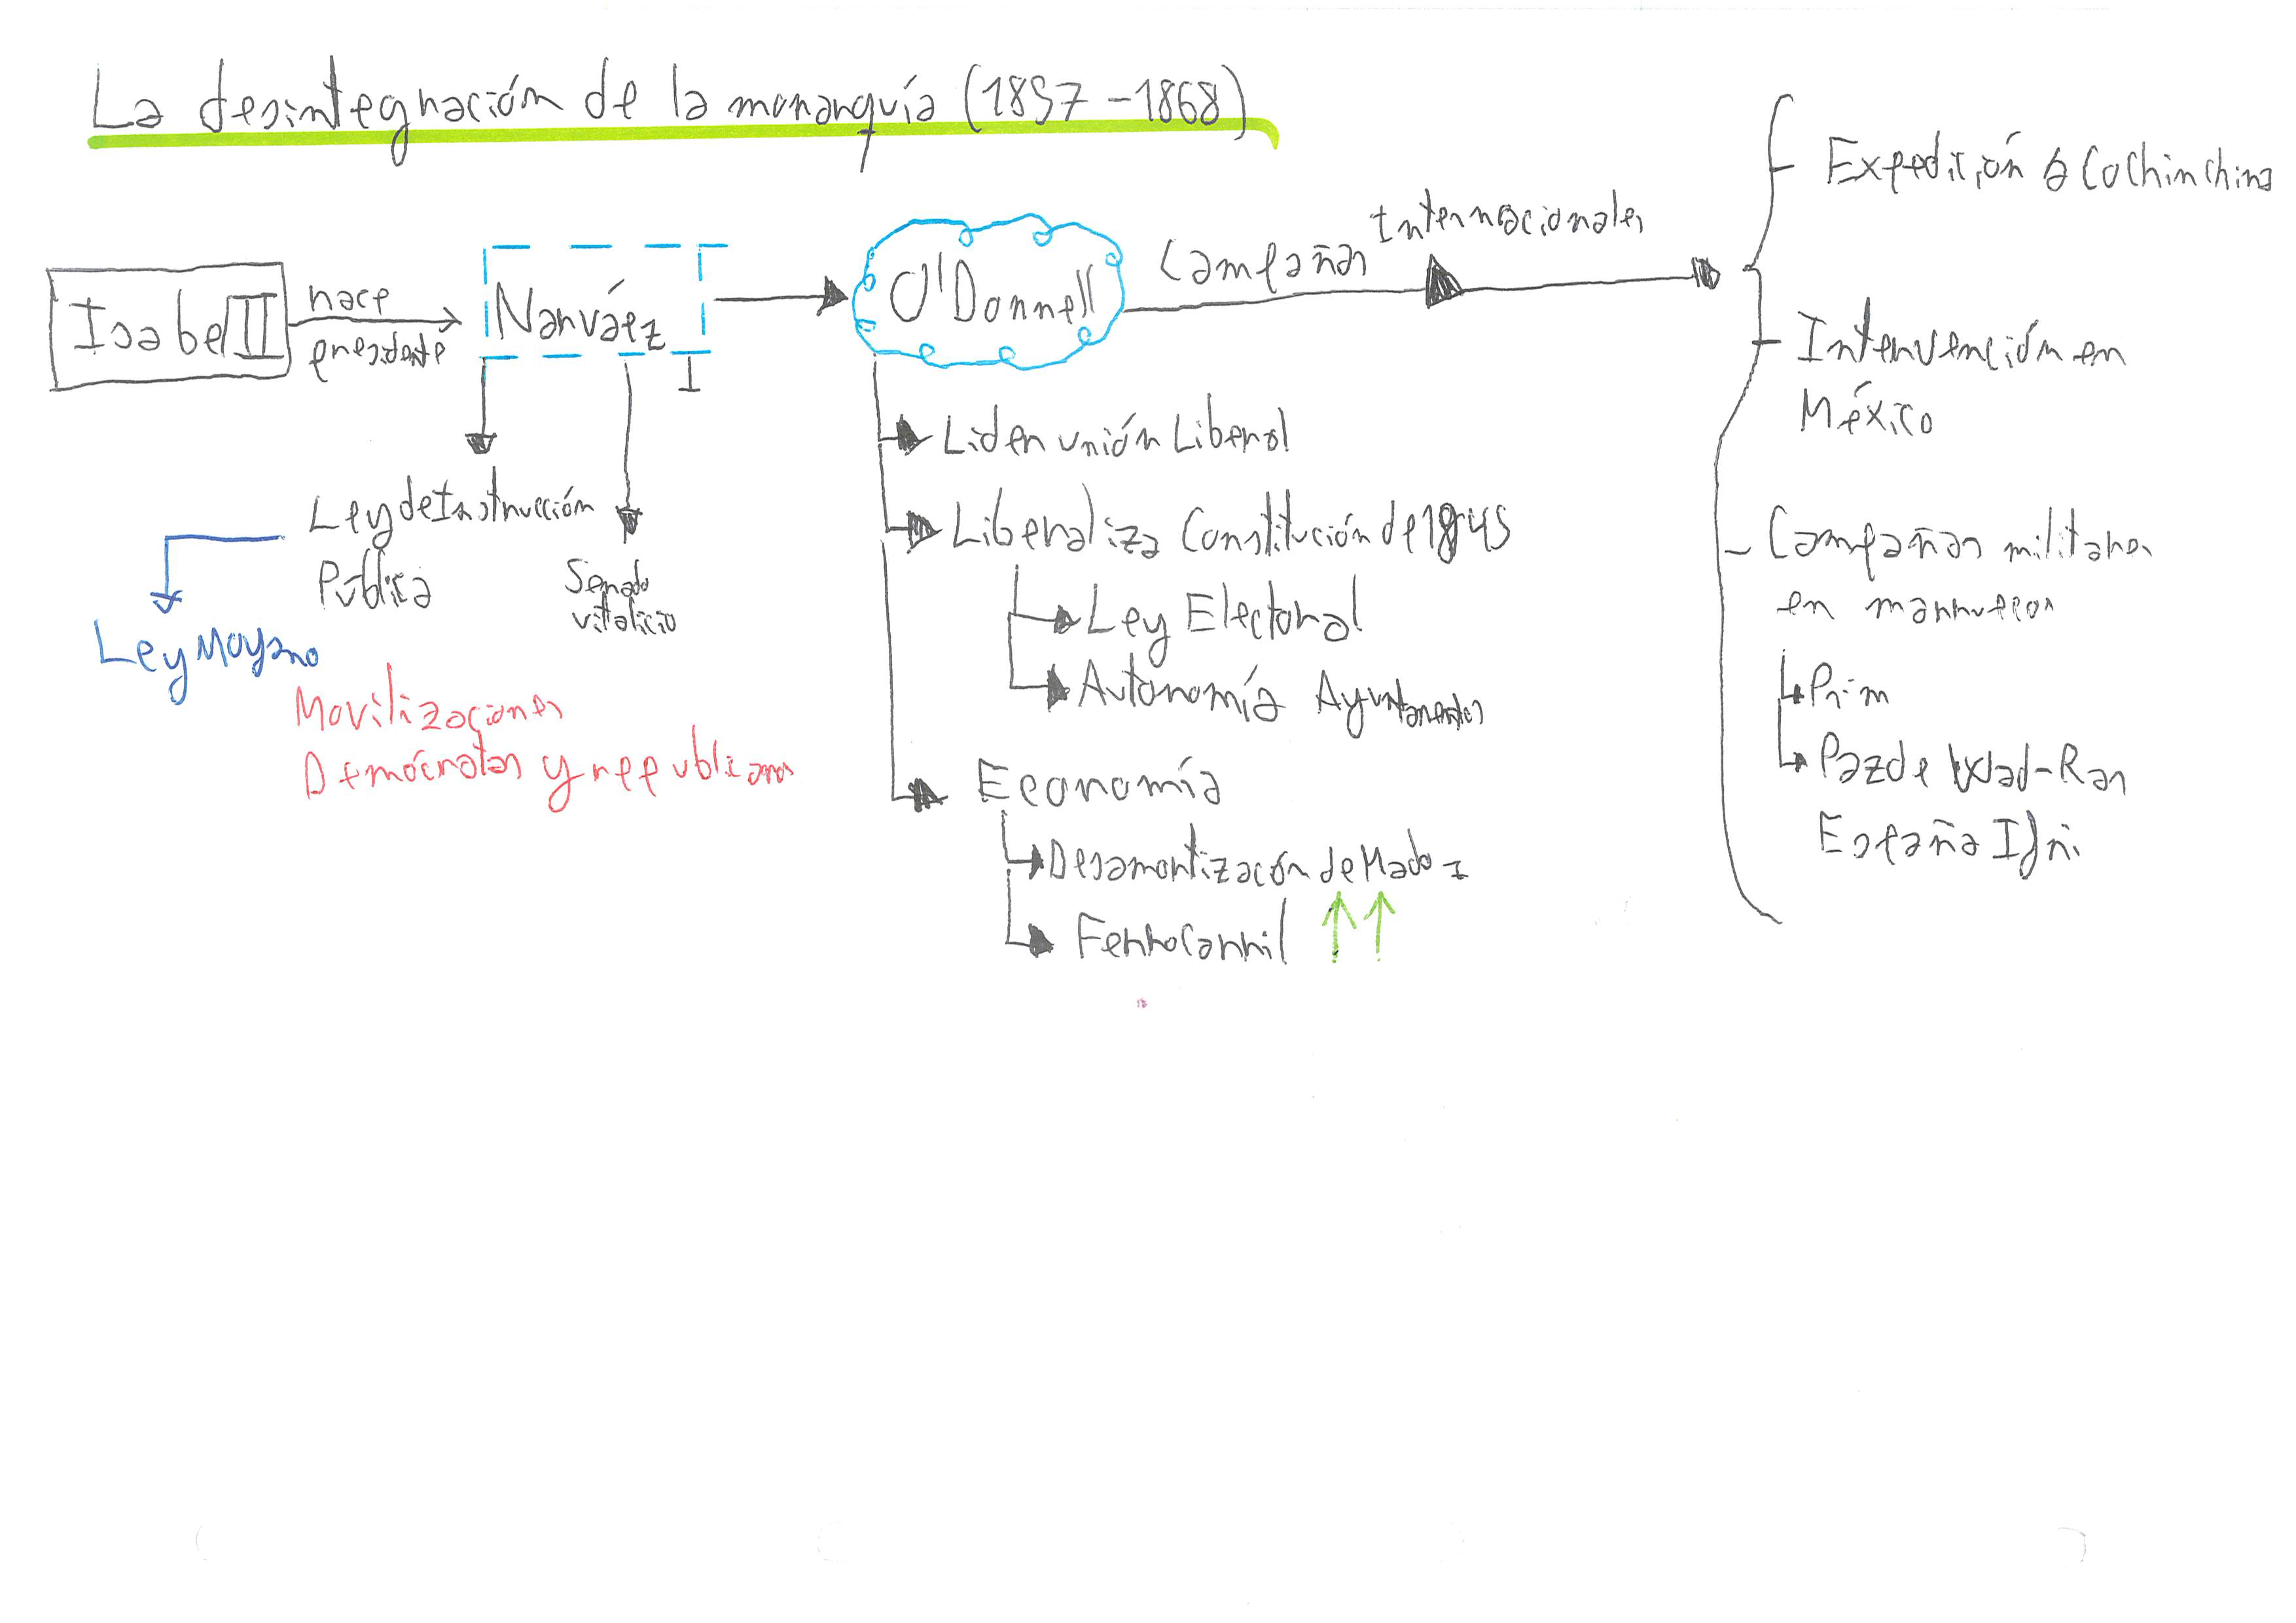 La desintegración de la monarquía (1857-1868)
Isabel II
hace
presidente
Narváez
O'Donnell
Campañas Internacionales
Expedición a Cochinchina
Intervención en
México
Campañas militares
en marruecos
Prim
Paz de Wad-Ras
España Ifni
Ley de Instrucción
Pública
Senado
vitalicio
Ley Moyano
Movilizaciones
Demócratas y republicanos
Lider unión Liberal
Liberaliza Constitución de 1845
Ley Electoral
Autonomía Ayuntamientos
Economía
Desamortización de Madoz
Ferrocarril ↑↑